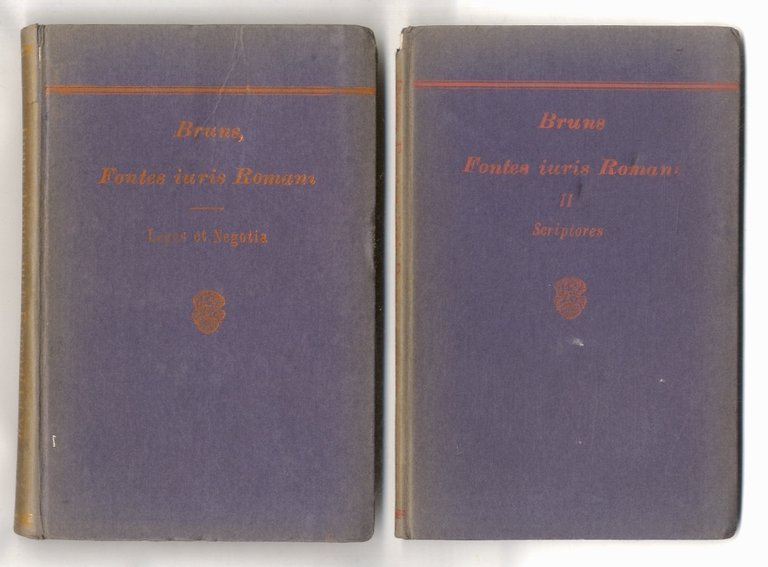 Bruns,
Fontes iuris Romani
Leges et Negotia
Bruns
Fontes iuris Romani
II
Scriptores